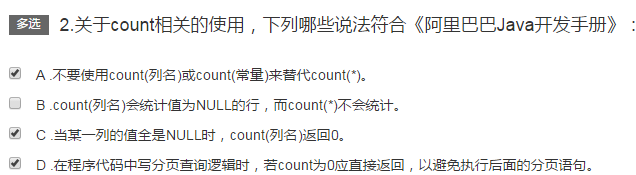 多选 2.关于count相关的使用，下列哪些说法符合《阿里巴巴Java开发手册》：
A .不要使用count(列名)或count(常量)来替代count(*)。
B .count(列名)会统计值为NULL的行，而count(*)不会统计。
C .当某一列的值全是NULL时，count(列名)返回0。
D .在程序代码中写分页查询逻辑时，若count为0应直接返回，以避免执行后面的分页语句。